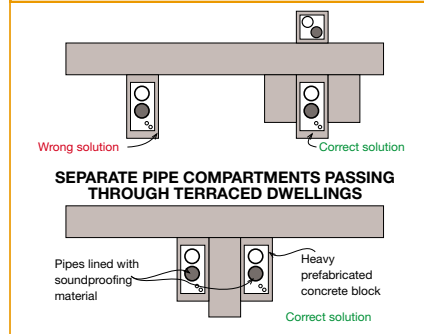 Wrong solution
Correct solution
SEPARATE PIPE COMPARTMENTS PASSING
THROUGH TERRACED DWELLINGS
Pipes lined with
soundproofing
material
Heavy
prefabricated
concrete block
Correct solution